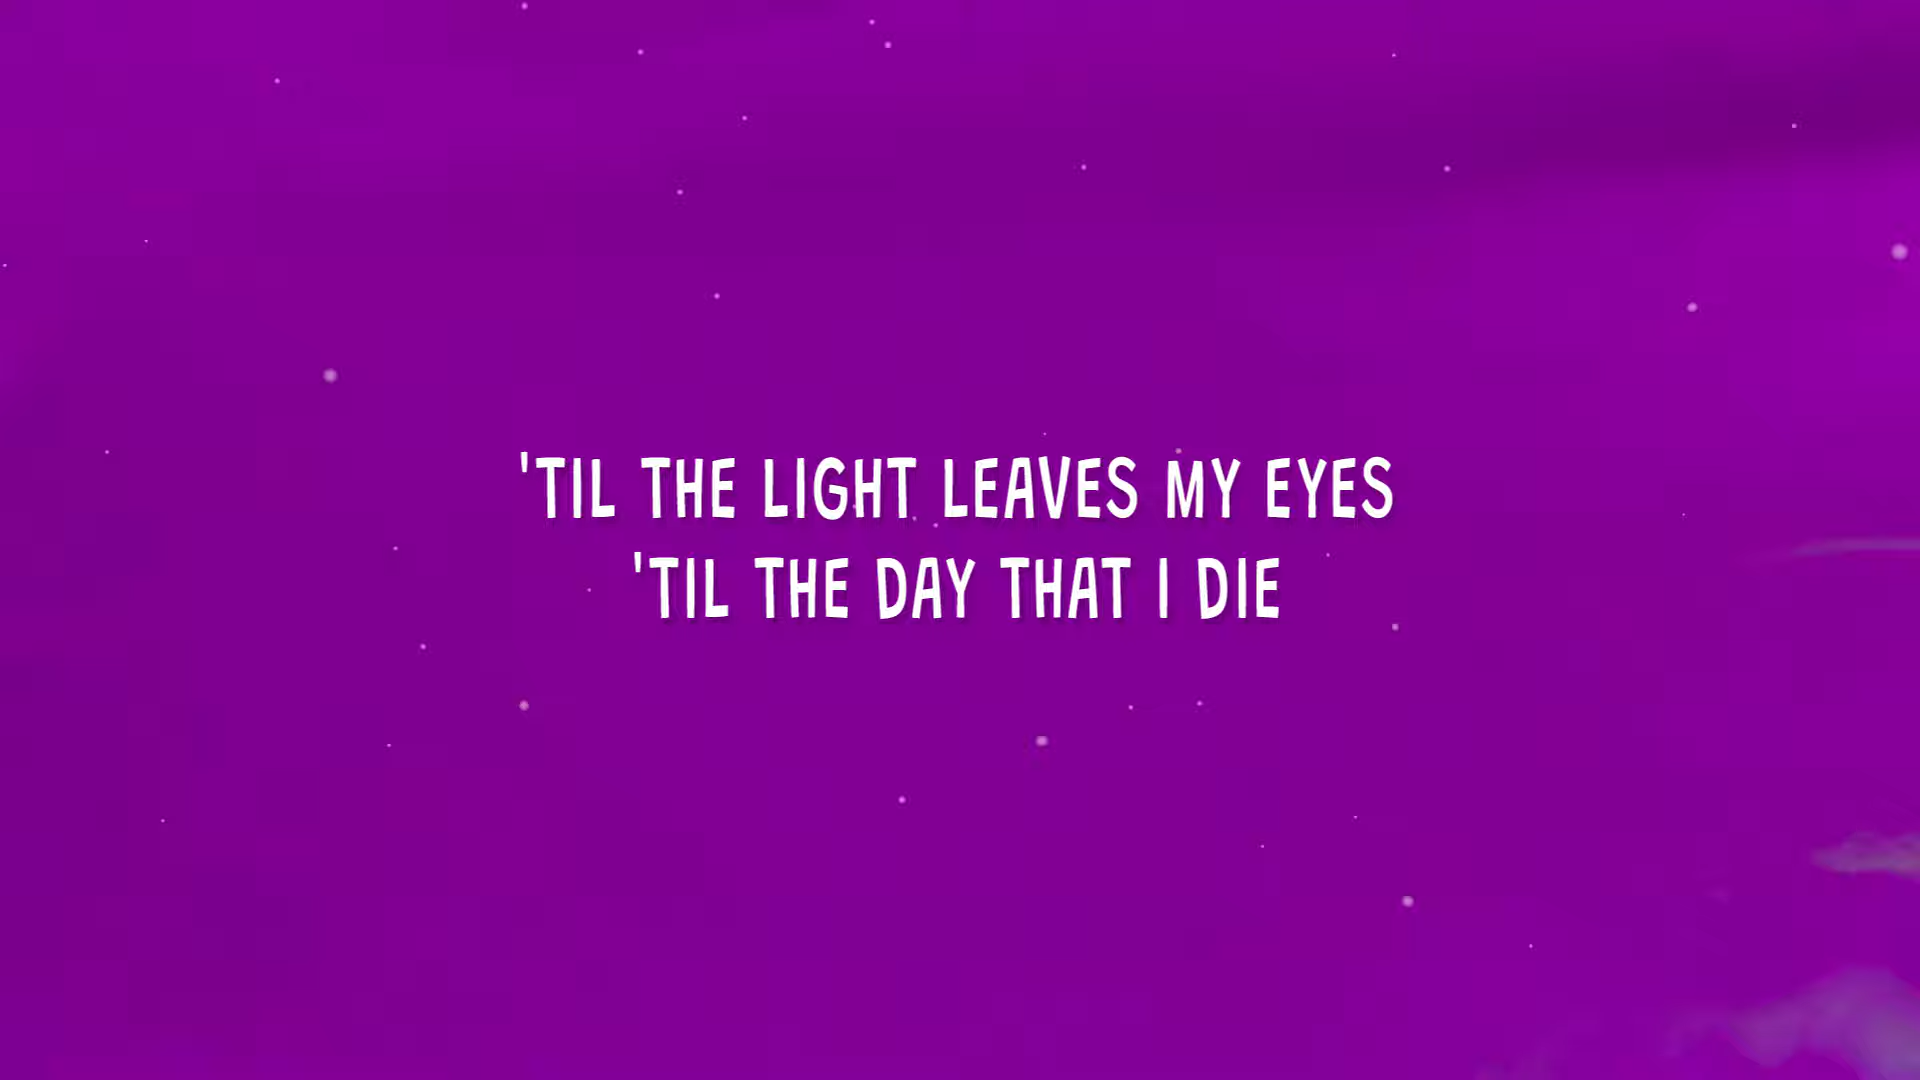 'TIL THE LIGHT LEAVES MY EYES
'TIL THE DAY THAT I DIE